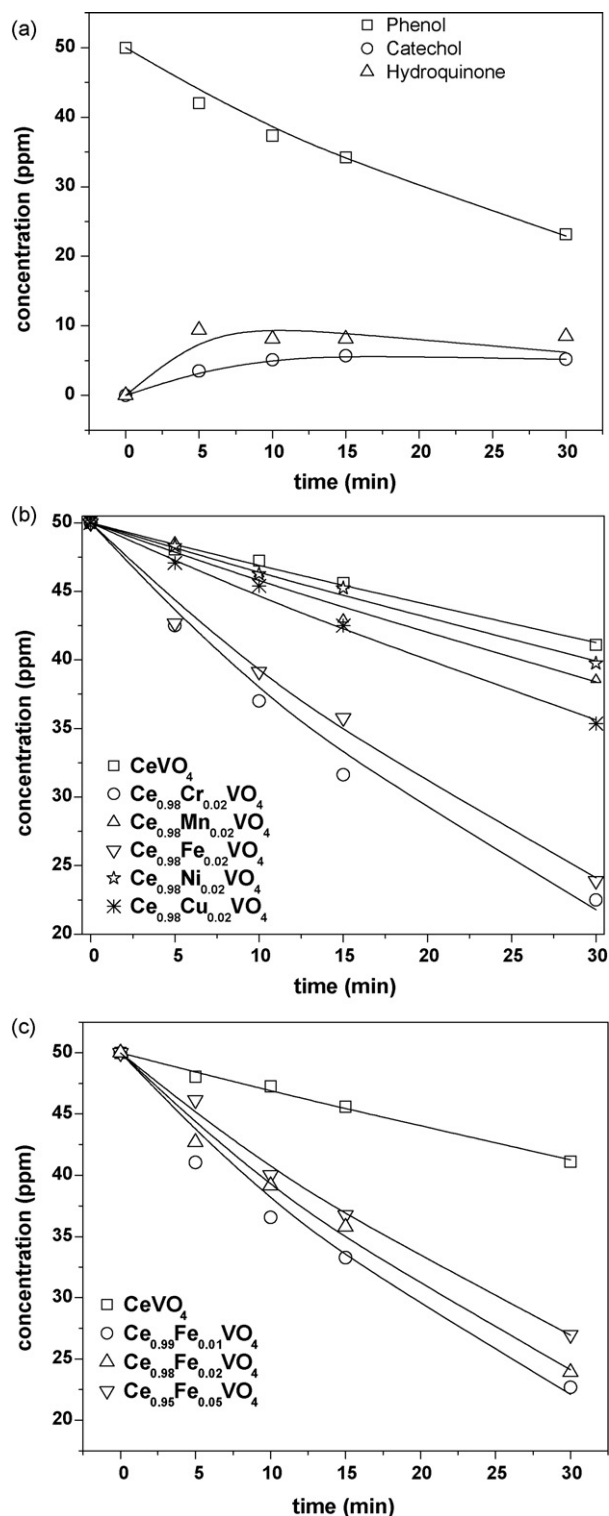 (a)
Phenol
Catechol
Hydroquinone
50
40
30
20
10
0
concentration (ppm)
0 5 10 15 20 25 30
time (min)
(b)
50
45
40
35
30
25
20
concentration (ppm)
CeVO4
Ce0.98Cr0.02VO4
Ce0.98Mn0.02VO4
Ce0.98Fe0.02VO4
Ce0.98Ni0.02VO4
Ce0.98Cu0.02VO4
0 5 10 15 20 25 30
time (min)
(c)
50
45
40
35
30
25
20
concentration (ppm)
CeVO4
Ce0.99Fe0.01VO4
Ce0.98Fe0.02VO4
Ce0.95Fe0.05VO4
0 5 10 15 20 25 30
time (min)